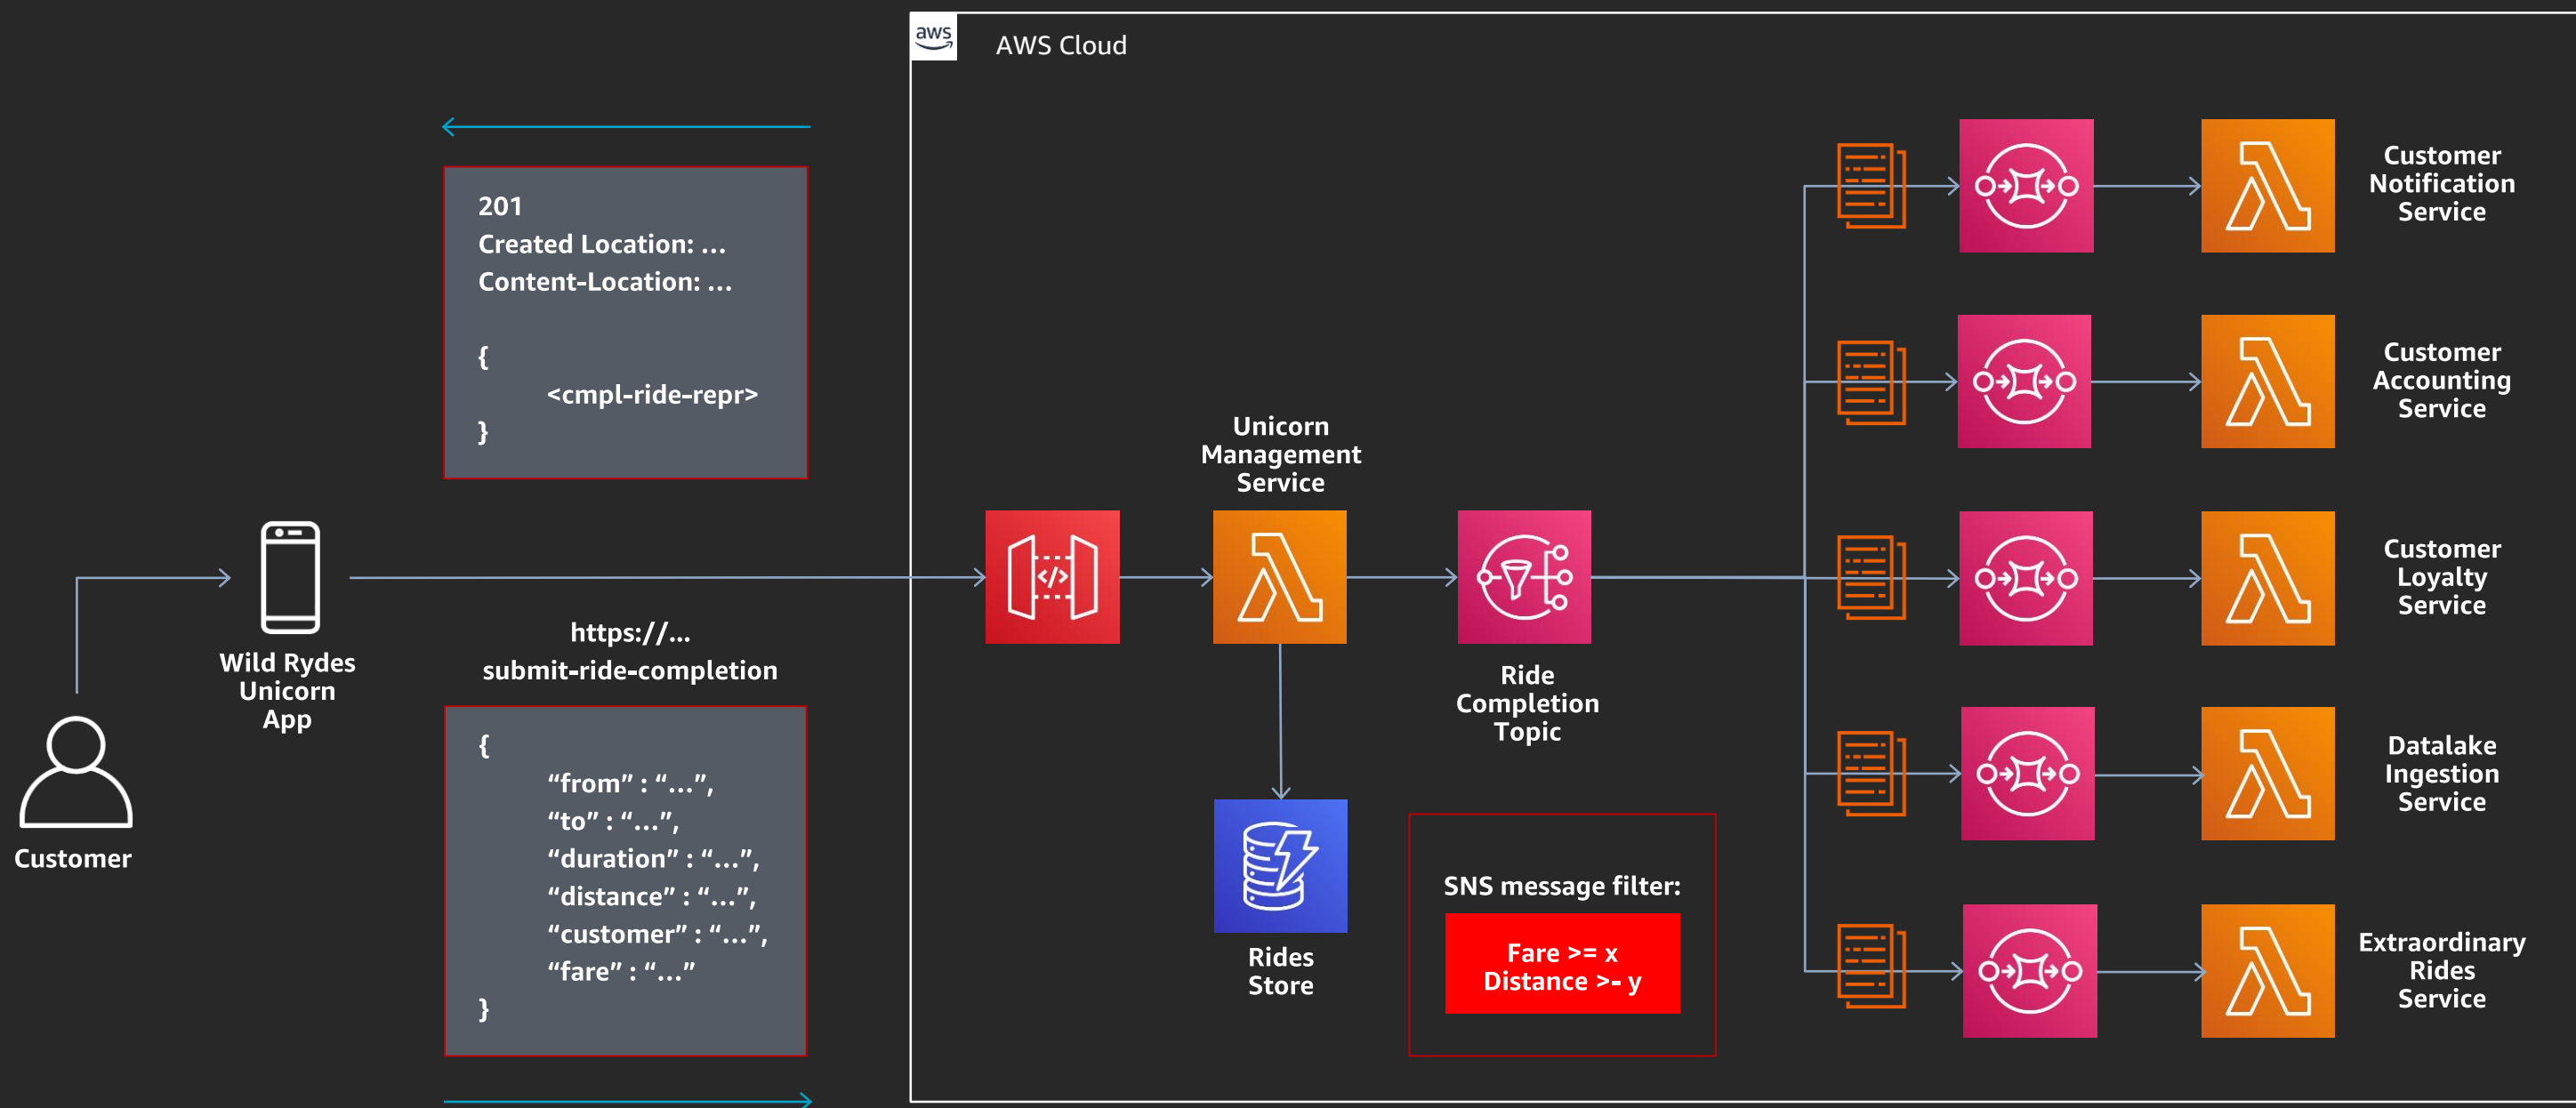 aws
AWS Cloud
201
Created Location: ...
Content-Location: ...
{
<cmpl-ride-repr>
}
Customer
Wild Rydes
Unicorn
App
https://...
submit-ride-completion
{
“from” : “...”,
“to” : “...”,
“duration” : “...”,
“distance” : “...”,
“customer” : “...”,
“fare” : “...”
}
</>
Unicorn
Management
Service
Rides
Store
Ride
Completion
Topic
SNS message filter:
Fare >= x
Distance >- y
Customer
Notification
Service
Customer
Accounting
Service
Customer
Loyalty
Service
Datalake
Ingestion
Service
Extraordinary
Rides
Service